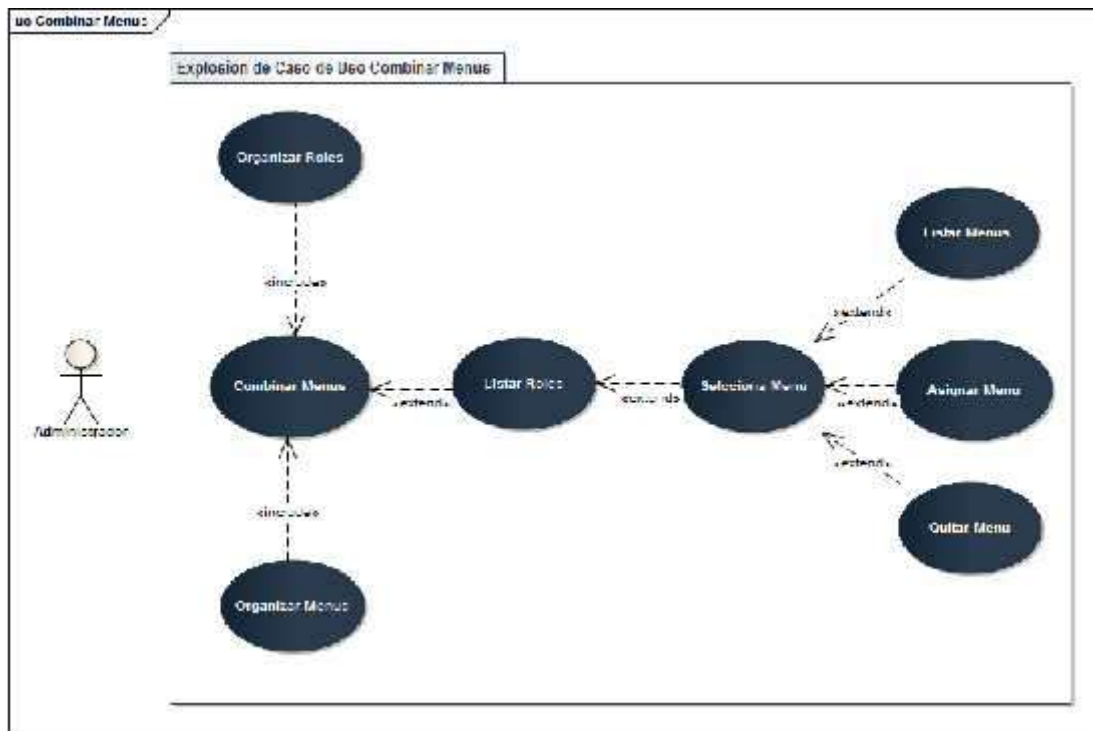 uc Combinar Menus
Explosion de Caso de Uso Combinar Menus
Organizar Roles
Listar Menus
«include»
«extend»
Combinar Menus
Listar Roles
Selecciona Menu
Asignar Menu
«extend»
«extend»
«extend»
Administrador
«extend»
«include»
Quitar Menu
Organizar Menus